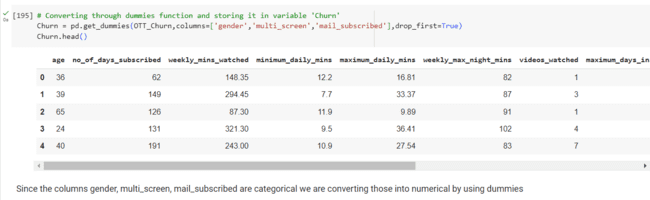 [195] # Converting through dummies function and storing it in variable 'Churn'
0s
Churn = pd.get_dummies(OTT_Churn,columns=['gender','multi_screen','mail_subscribed'],drop_first=True)
Churn.head()
age no_of_days_subscribed weekly_mins_watched minimum_daily_mins maximum_daily_mins weekly_max_night_mins videos_watched maximum_days_in
0 36 62 148.35 12.2 16.81 82 1
1 39 149 294.45 7.7 33.37 87 3
2 65 126 87.30 11.9 9.89 91 1
3 24 131 321.30 9.5 36.41 102 4
4 40 191 243.00 10.9 27.54 83 7
Since the columns gender, multi_screen, mail_subscribed are categorical we are converting those into numerical by using dummies